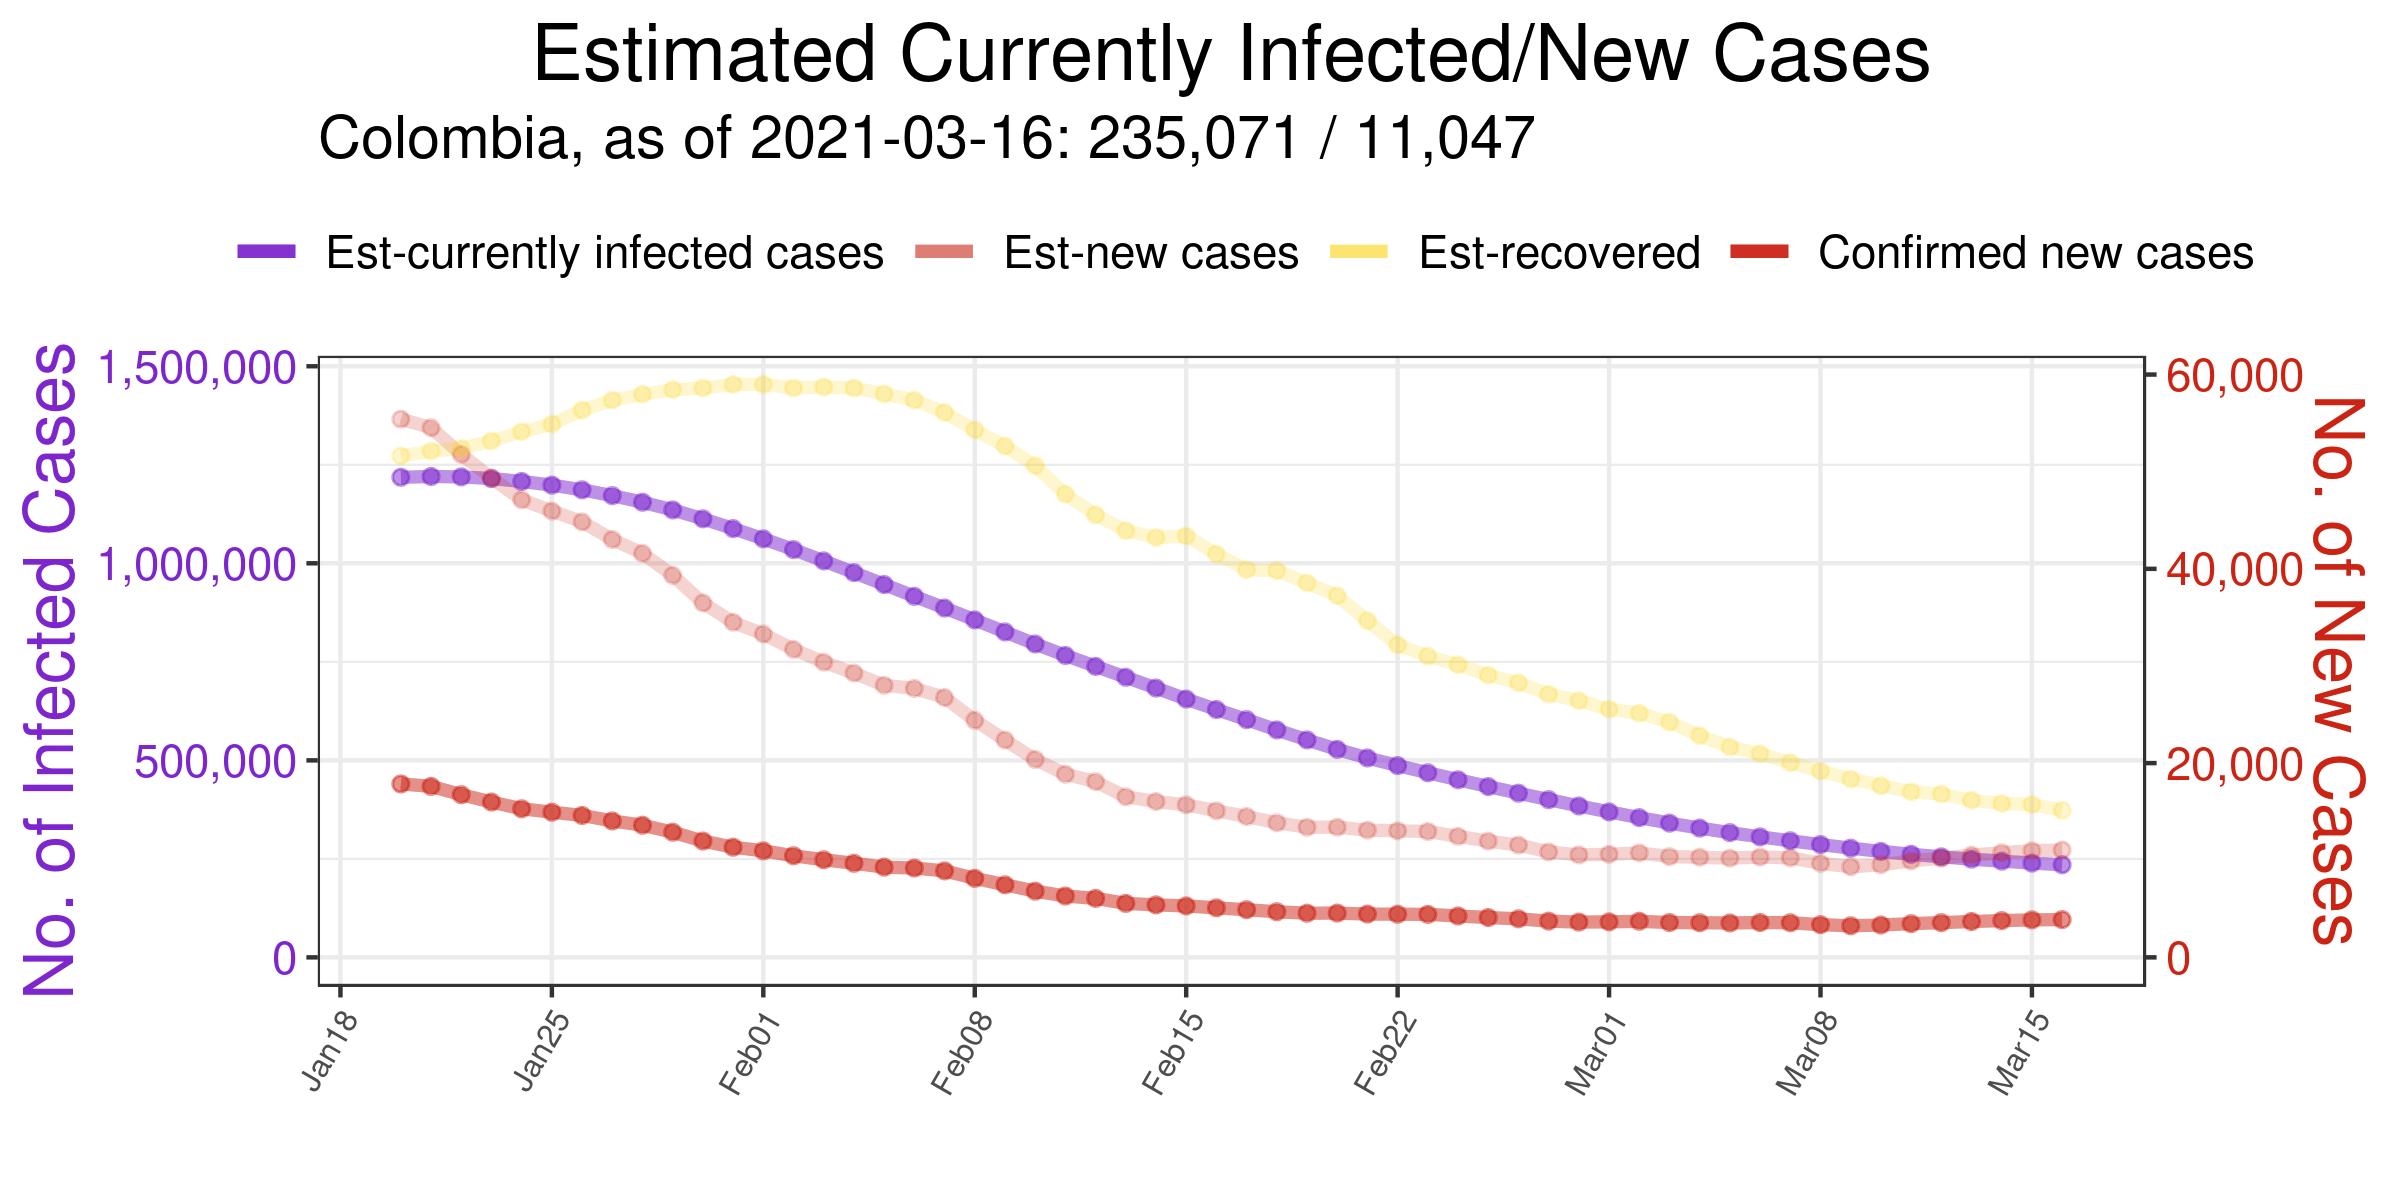 Estimated Currently Infected/New Cases
Colombia, as of 2021-03-16: 235,071 / 11,047
Est-currently infected cases Est-new cases Est-recovered Confirmed new cases
No. of Infected Cases
1,500,000
1,000,000
500,000
0
60,000
40,000
20,000
0
No. of New Cases
Jan18 Jan25 Feb01 Feb08 Feb15 Feb22 Mar01 Mar08 Mar15